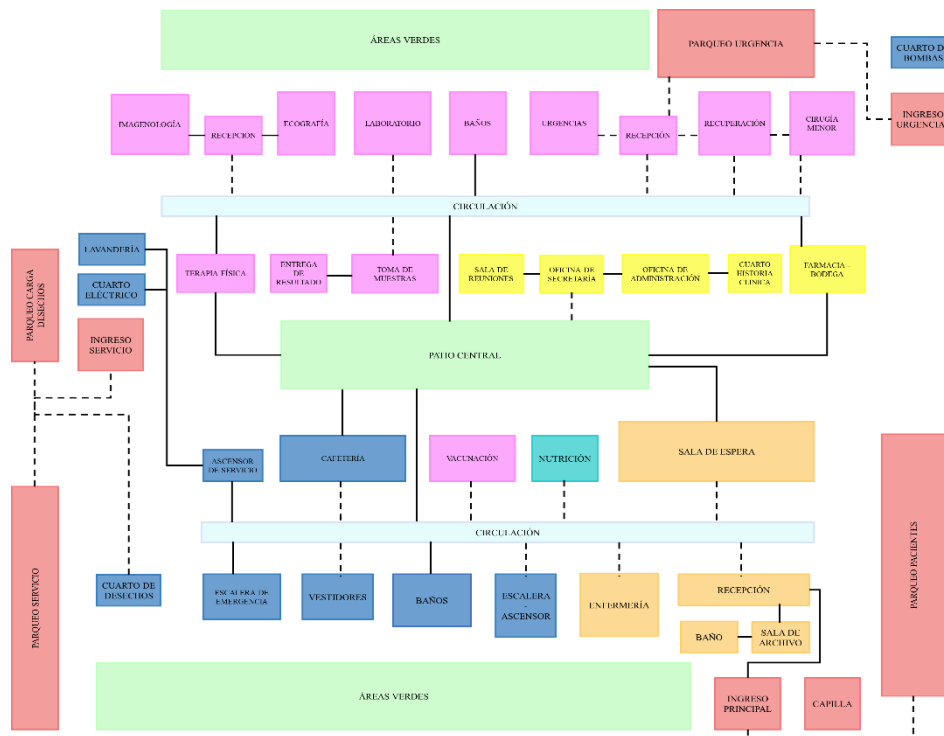 ÁREAS VERDES
PARQUEO URGENCIA
CUARTO DE
BOMBAS
INGRESO
URGENCIA
IMAGENOLOGÍA
RECEPCIÓN
ECOGRAFÍA
LABORATORIO
BAÑOS
URGENCIAS
RECEPCIÓN
RECUPERACIÓN
CIRUGÍA
MENOR
CIRCULACIÓN
LAVANDERÍA
CUARTO
ELÉCTRICO
PARQUEO CARGA
DESECHOS
INGRESO
SERVICIO
TERAPIA FÍSICA
ENTREGA
DE
RESULTADO
TOMA DE
MUESTRAS
SALA DE
REUNIONES
OFICINA DE
SECRETARÍA
OFICINA DE
ADMINISTRACIÓN
CUARTO
HISTORIA
CLINICA
FARMACIA -
BODEGA
PATIO CENTRAL
ASCENSOR
DE SERVICIO
CAFETERÍA
VACUNACIÓN
NUTRICIÓN
SALA DE ESPERA
CIRCULACIÓN
PARQUEO SERVICIO
CUARTO DE
DESECHOS
ESCALERA DE
EMERGENCIA
VESTIDORES
BAÑOS
ESCALERA
-
ASCENSOR
ENFERMERÍA
RECEPCIÓN
BAÑO
SALA DE
ARCHIVO
PARQUEO PACIENTES
ÁREAS VERDES
INGRESO
PRINCIPAL
CAPILLA